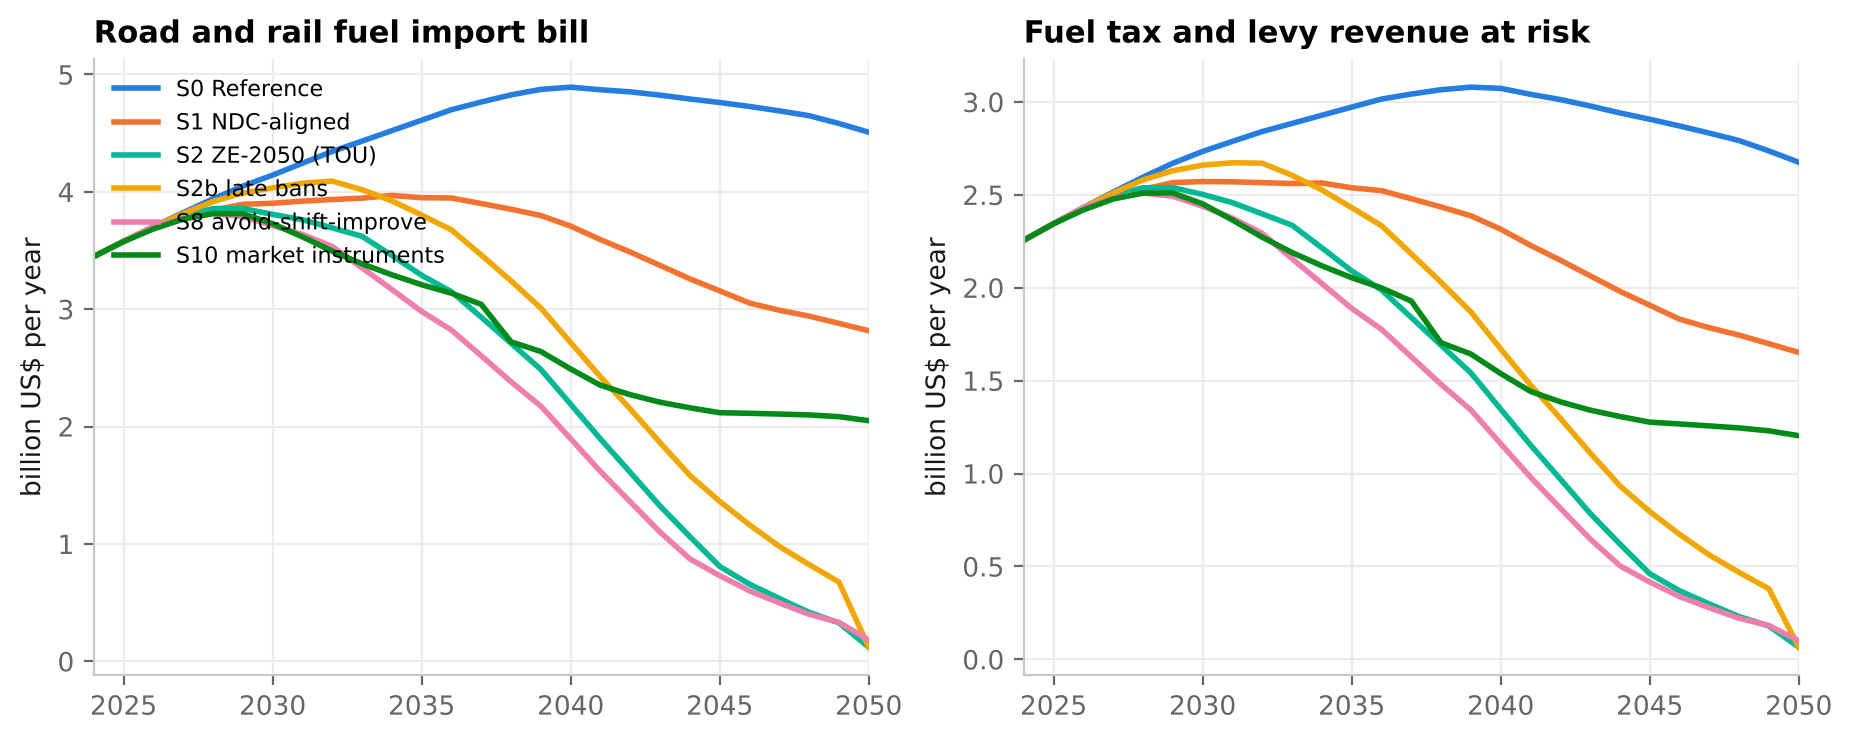 Road and rail fuel import bill
billion US$ per year
5
4
3
2
1
0
S0 Reference
S1 NDC-aligned
S2 ZE-2050 (TOU)
S2b late bans
S8 avoid-shift-improve
S10 market instruments
2025 2030 2035 2040 2045 2050
Fuel tax and levy revenue at risk
billion US$ per year
3.0
2.5
2.0
1.5
1.0
0.5
0.0
2025 2030 2035 2040 2045 2050